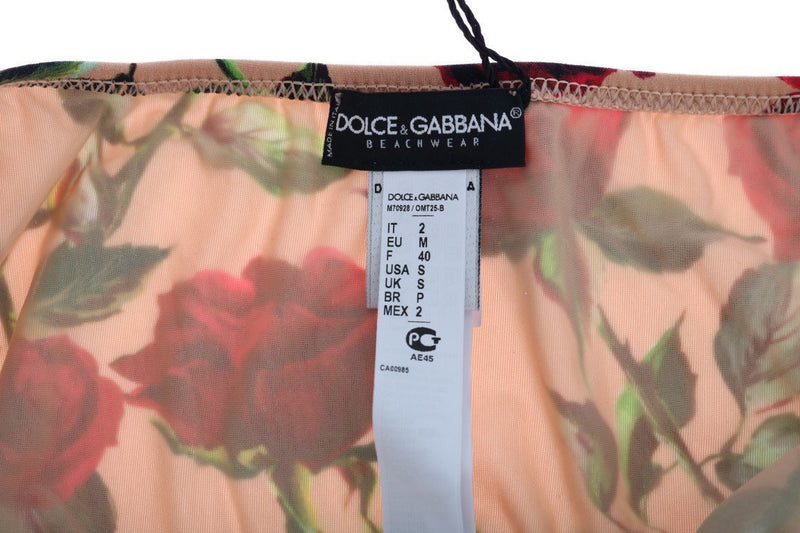 MADE IN ITALY
DOLCE & GABBANA ®
BEACHWEAR
D A
DOLCE & GABBANA
M70928 / OMT25-B
IT 2
EU M
F 40
USA S
UK S
BR P
MEX 2
PG
AE45
CA00985